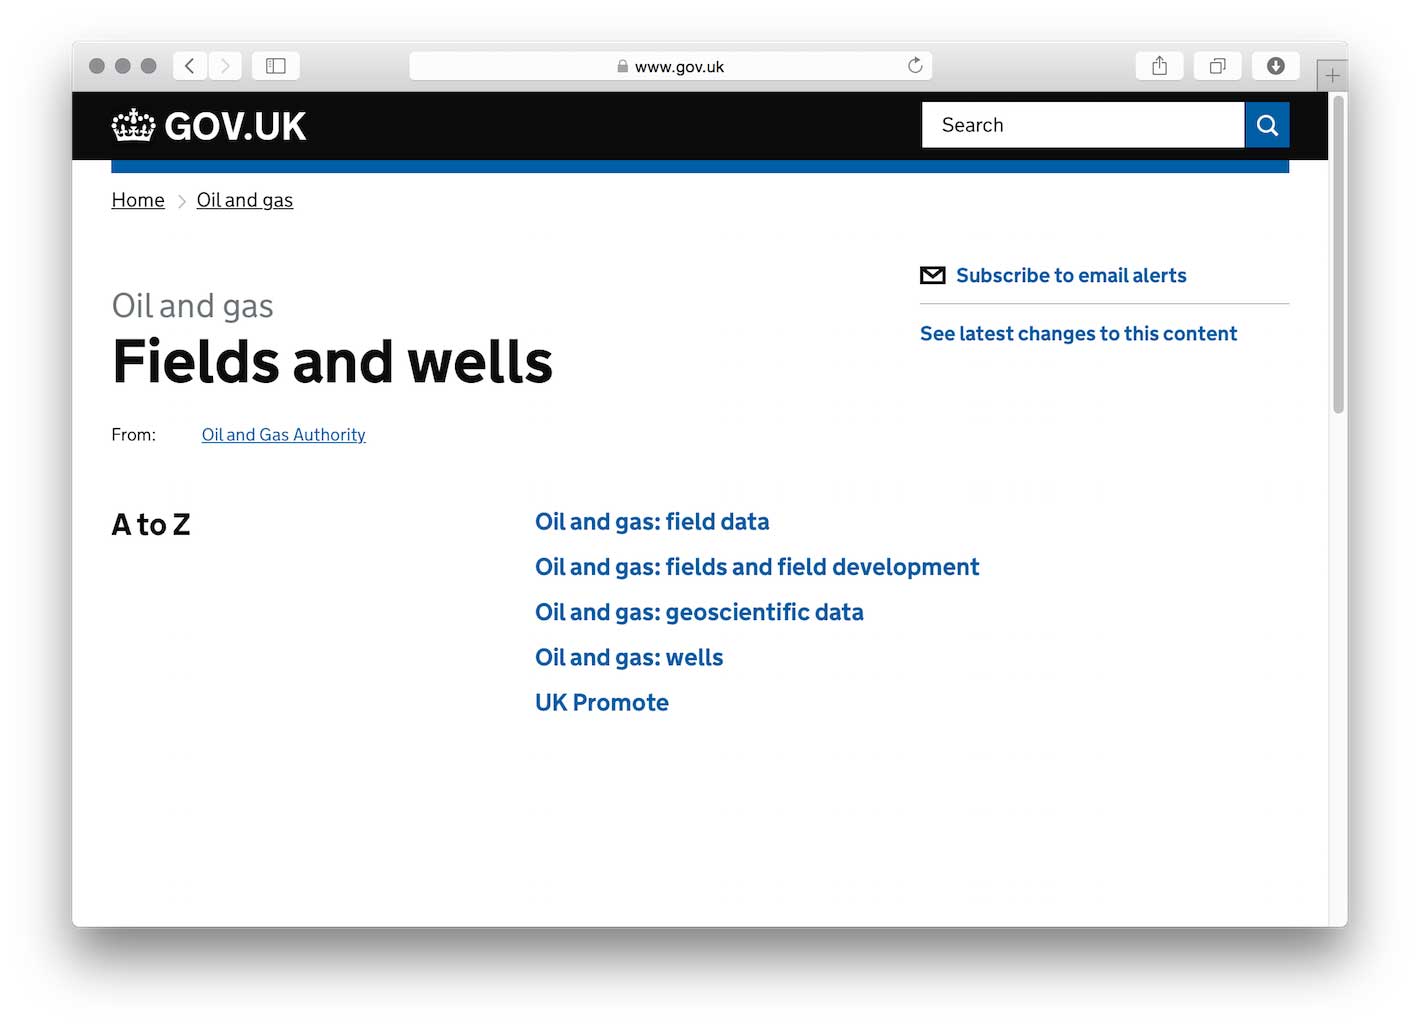 www.gov.uk
GOV.UK
Search
Home
Oil and gas
Subscribe to email alerts
See latest changes to this content
Oil and gas
Fields and wells
From: Oil and Gas Authority
A to Z
Oil and gas: field data
Oil and gas: fields and field development
Oil and gas: geoscientific data
Oil and gas: wells
UK Promote